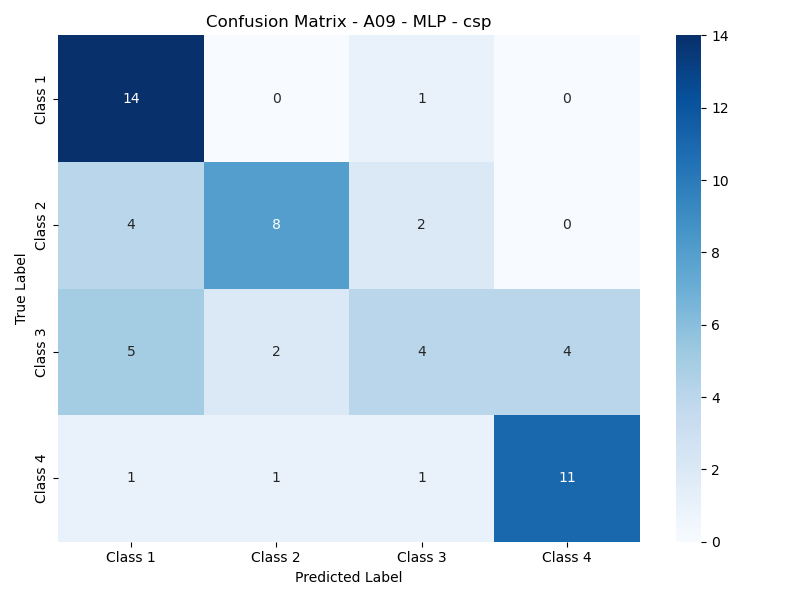 Confusion Matrix - A09 - MLP - csp
True Label
Class 1
14 0 1 0
Class 2
4 8 2 0
Class 3
5 2 4 4
Class 4
1 1 1 11
Class 1 Class 2 Class 3 Class 4
Predicted Label
14
12
10
8
6
4
2
0